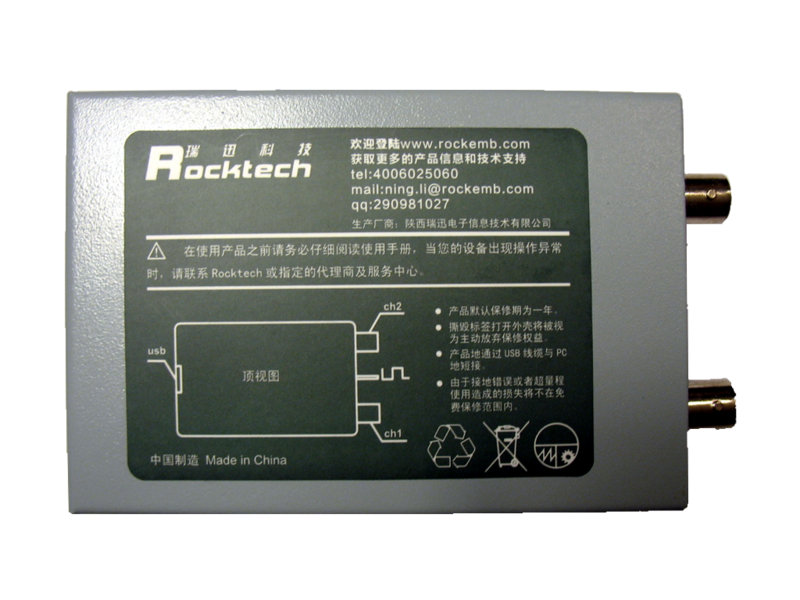 瑞迅科技
Rocktech
欢迎登陆www.rockemb.com
获取更多的产品信息和技术支持
tel:4006025060
mail:ning.li@rockemb.com
qq:290981027
生产厂商：陕西瑞迅电子信息技术有限公司
在使用产品之前请务必仔细阅读使用手册，当您的设备出现操作异常
时，请联系 Rocktech 或指定的代理商及服务中心。
ch2
usb
顶视图
ch1
产品默认保修期为一年。
撕毁标签打开外壳将被视
为主动放弃保修权益。
产品地通过 USB 线缆与 PC
地短接。
由于接地错误或者超量程
使用造成的损失将不在免
费保修范围内。
中国制造 Made in China